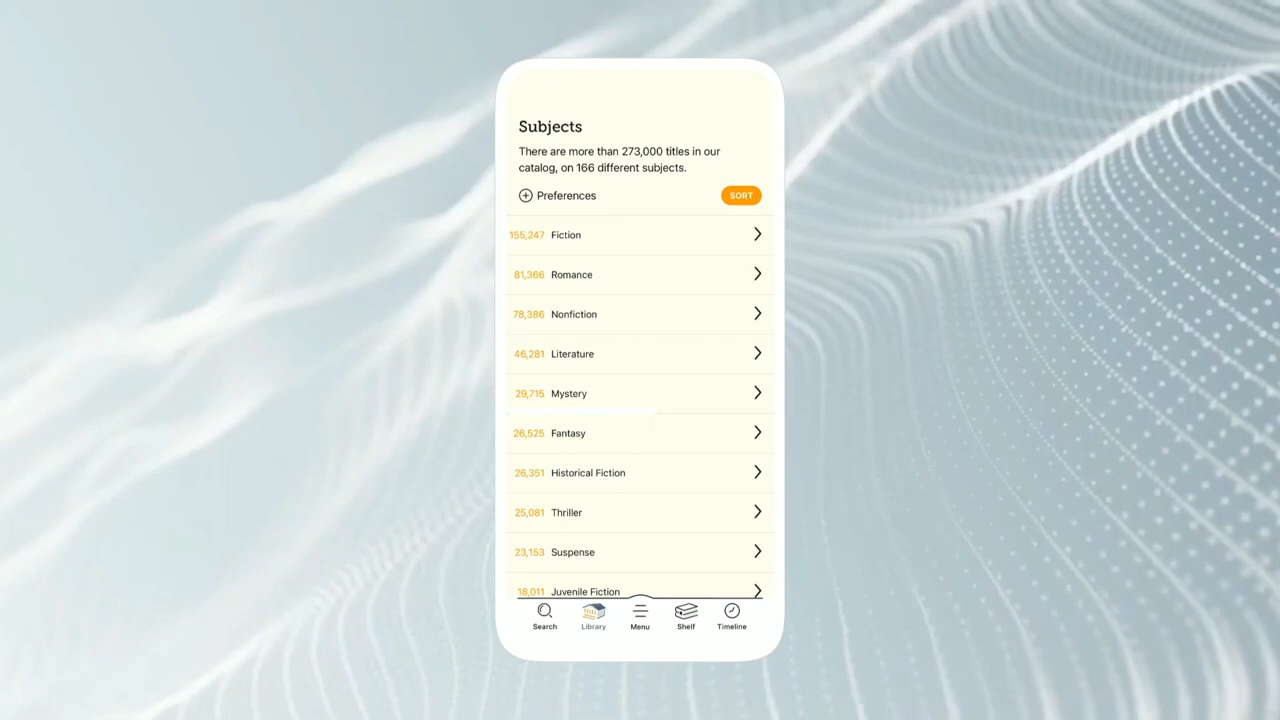 Subjects
There are more than 273,000 titles in our
catalog, on 166 different subjects.
Preferences
SORT
155,247 Fiction
81,366 Romance
78,386 Nonfiction
46,281 Literature
29,715 Mystery
26,525 Fantasy
26,351 Historical Fiction
25,081 Thriller
23,153 Suspense
18,011 Juvenile Fiction
Search Library Menu Shelf Timeline